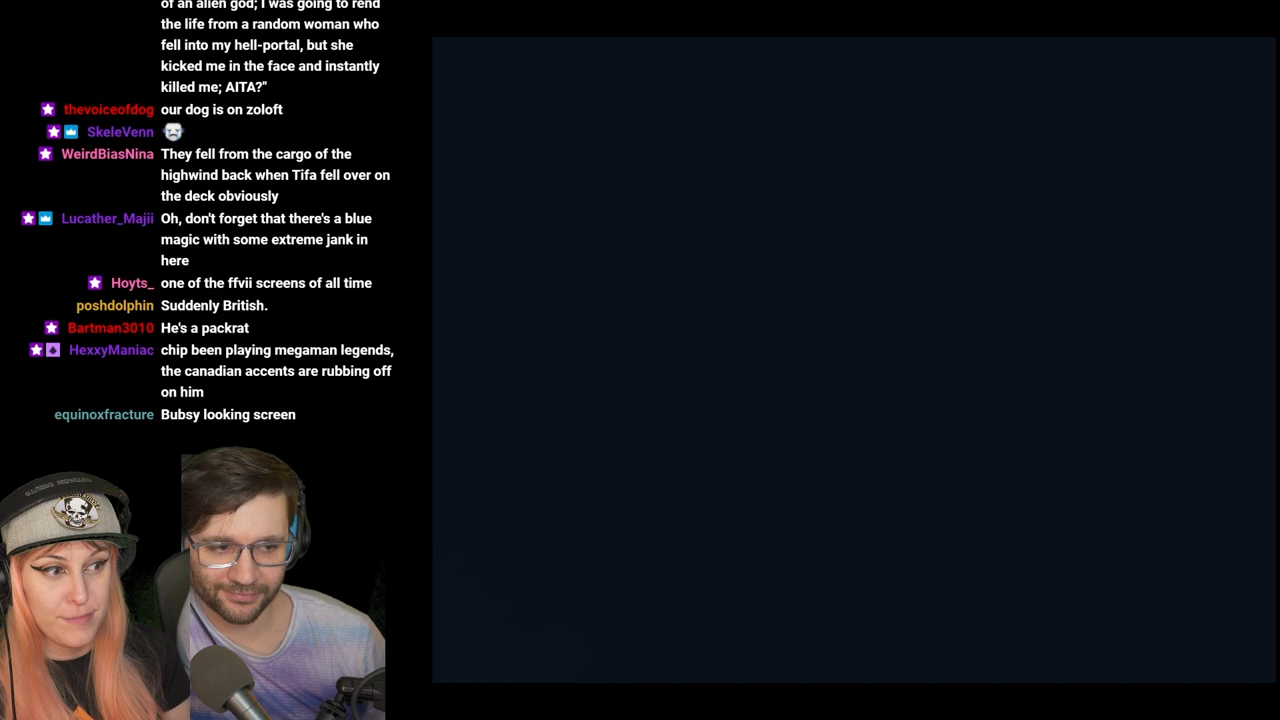 of an alien god; I was going to rend
the life from a random woman who
fell into my hell-portal, but she
kicked me in the face and instantly
killed me; AITA?"
thevoiceofdog our dog is on zoloft
SkeleVenn
WeirdBiasNina They fell from the cargo of the
highwind back when Tifa fell over on
the deck obviously
Lucather_Majii Oh, don't forget that there's a blue
magic with some extreme jank in
here
Hoyts_ one of the ffvii screens of all time
poshdolphin Suddenly British.
Bartman3010 He's a packrat
HexxyManiac chip been playing megaman legends,
the canadian accents are rubbing off
on him
equinoxfracture Bubsy looking screen